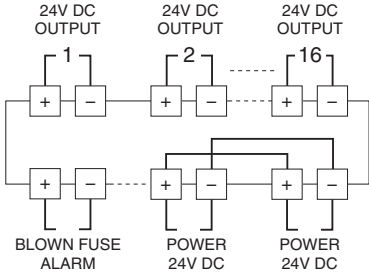 24V DC 24V DC 24V DC
OUTPUT OUTPUT OUTPUT
1 2 16
+ − + − + −
+ − + − + −
BLOWN FUSE POWER POWER
ALARM 24V DC 24V DC